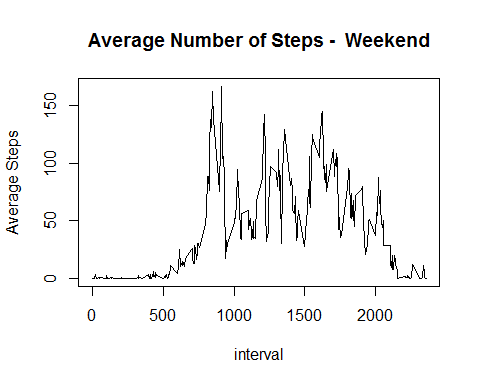 Average Number of Steps -  Weekend
150
100
50
0
Average Steps
0 500 1000 1500 2000
interval